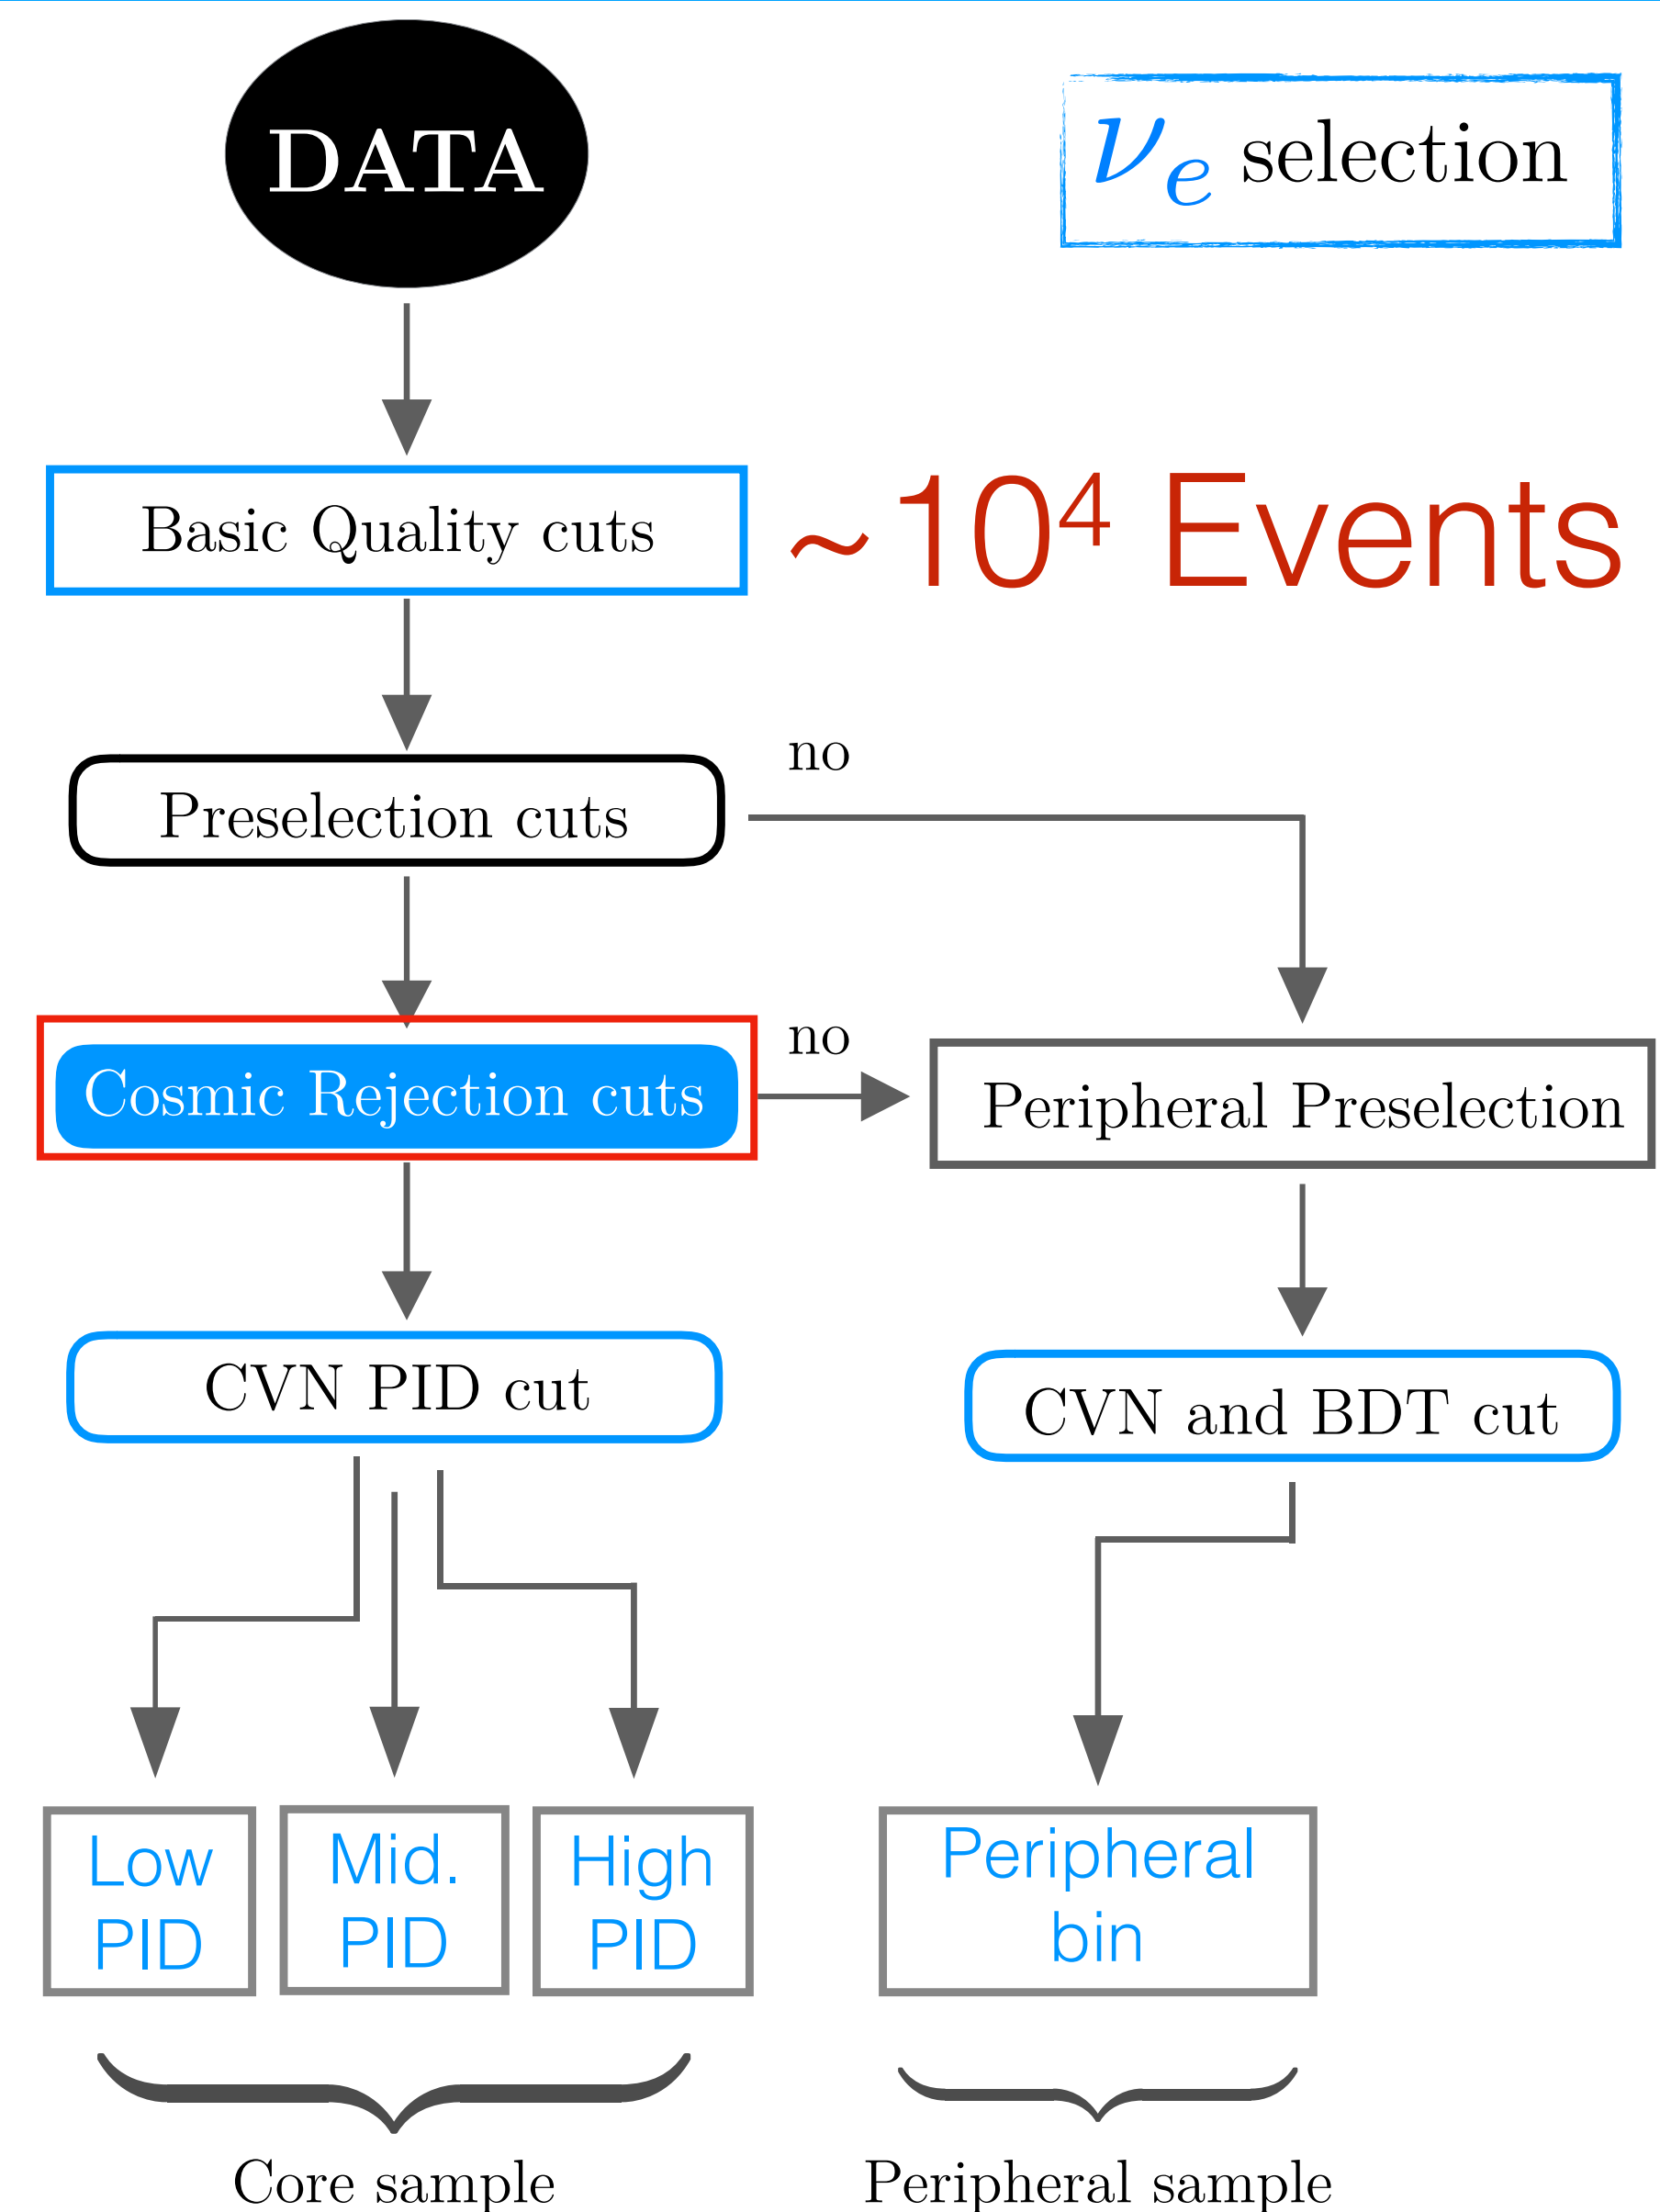 DATA
νₑ selection
Basic Quality cuts
~10⁴ Events
Preselection cuts
no
Cosmic Rejection cuts
no
Peripheral Preselection
CVN PID cut
CVN and BDT cut
Low
PID
Mid.
PID
High
PID
Peripheral
bin
Core sample
Peripheral sample